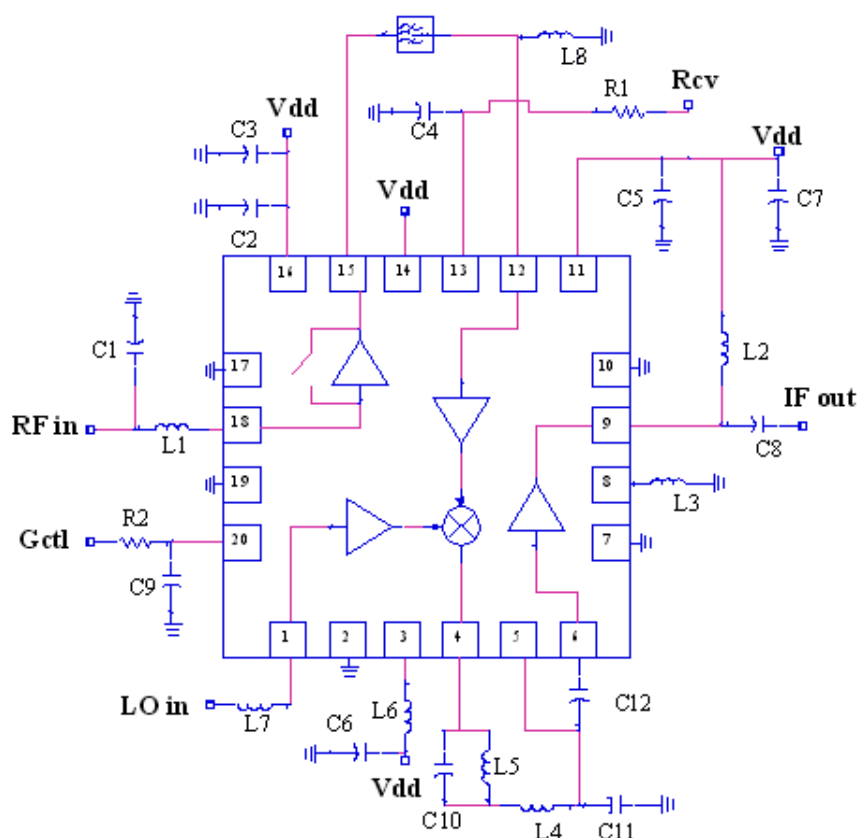 L8
R1
Rcv
Vdd
C3
C4
Vdd
Vdd
C5
C7
C2
16
15
14
13
12
11
C1
17
10
L2
RF in
18
9
IF out
L1
C8
19
8
L3
R2
Gctl
20
7
C9
1
2
3
4
5
6
LO in
L7
C6
L6
C12
Vdd
L5
C10
L4
C11